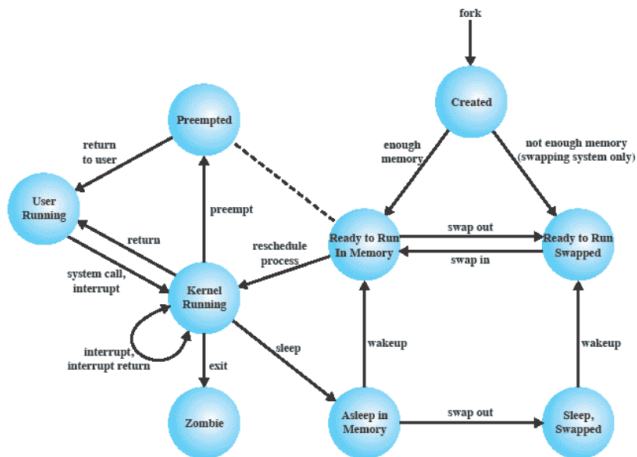 fork
Created
Preempted
return
to user
enough
memory
not enough memory
(swapping system only)
User
Running
return
preempt
Ready to Run
In Memory
swap out
swap in
Ready to Run
Swapped
reschedule
process
system call,
interrupt
Kernel
Running
interrupt,
interrupt return
sleep
exit
wakeup
wakeup
Zombie
Asleep in
Memory
swap out
Sleep,
Swapped